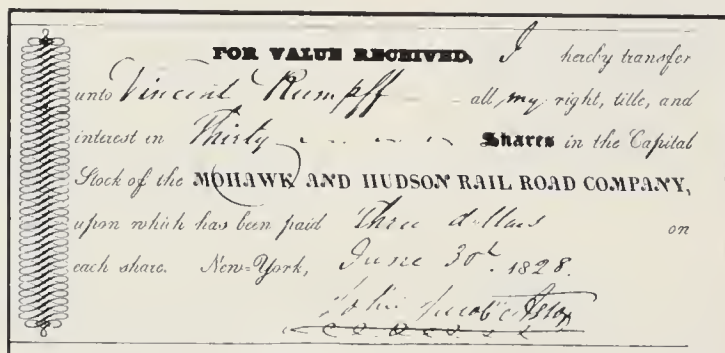 FOR VALUE RECEIVED, I hereby transfer
unto Vincent Rumpff all my right, title, and
interest in Thirty Shares in the Capital
Stock of the MOHAWK AND HUDSON RAIL ROAD COMPANY,
upon which has been paid Three dollars on
each share. New=York, June 30th. 1828.
John Jacob Astor